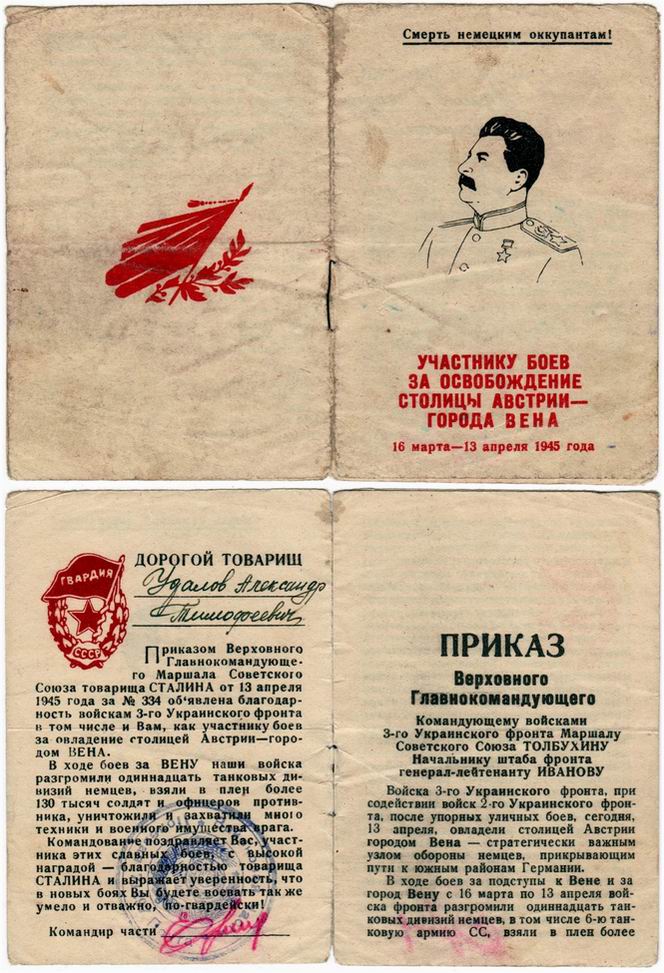 Смерть немецким оккупантам!
УЧАСТНИКУ БОЕВ
ЗА ОСВОБОЖДЕНИЕ
СТОЛИЦЫ АВСТРИИ—
ГОРОДА ВЕНА
16 марта—13 апреля 1945 года
ГВАРДИЯ
СССР
ДОРОГОЙ ТОВАРИЩ
Удалов Александр
Тимофеевич
Приказом Верховного
Главнокомандующе-
го Маршала Советского
Союза товарища СТАЛИНА от 13 апреля
1945 года за № 334 об'явлена благодар-
ность войскам 3-го Украинского фронта
в том числе и Вам, как участнику боев
за овладение столицей Австрии—горо-
дом ВЕНА.
В ходе боев за ВЕНУ наши войска
разгромили одиннадцать танковых ди-
визий немцев, взяли в плен более
130 тысяч солдат и офицеров против-
ника, уничтожили и захватили много
техники и военного имущества врага.
Командование поздравляет Вас, участ-
ника этих славных боев, с высокой
наградой — благодарностью товарища
СТАЛИНА и выражает уверенность, что
в новых боях Вы будете воевать так же
умело и отважно, по-гвардейски!
Командир части
ПРИКАЗ
Верховного
Главнокомандующего
Командующему войсками
3-го Украинского фронта Маршалу
Советского Союза ТОЛБУХИНУ
Начальнику штаба фронта
генерал-лейтенанту ИВАНОВУ
Войска 3-го Украинского фронта, при
содействии войск 2-го Украинского фрон-
та, после упорных уличных боев, сегодня,
13 апреля, овладели столицей Австрии
городом Вена — стратегически важным
узлом обороны немцев, прикрывающим
пути к южным районам Германии.
В ходе боев за подступы к Вене и за
город Вену с 16 марта по 13 апреля вой-
ска фронта разгромили одиннадцать тан-
ковых дивизий немцев, в том числе 6-ю тан-
ковую армию СС, взяли в плен более